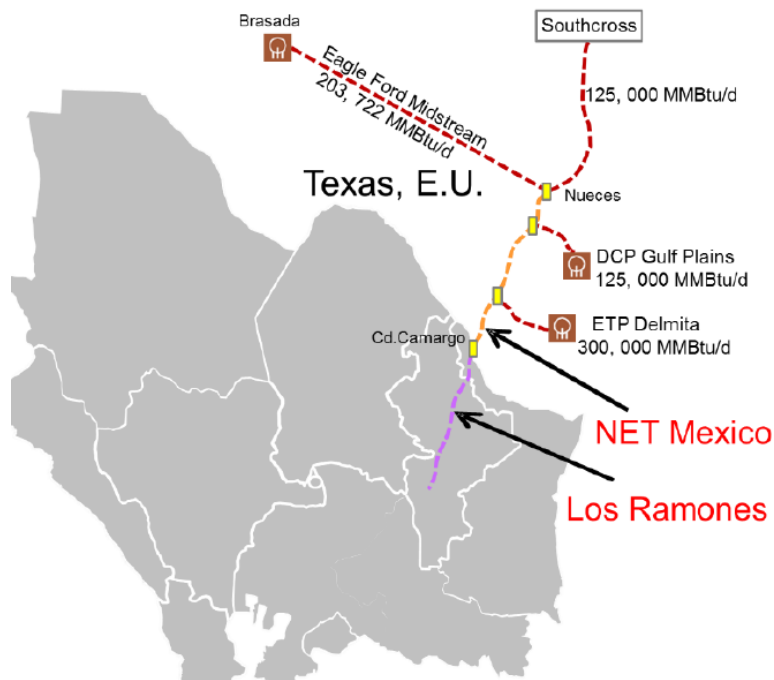 Brasada
Southcross
Eagle Ford Midstream
203, 722 MMBtu/d
125, 000 MMBtu/d
Texas, E.U.
Nueces
DCP Gulf Plains
125, 000 MMBtu/d
ETP Delmita
300, 000 MMBtu/d
Cd.Camargo
NET Mexico
Los Ramones